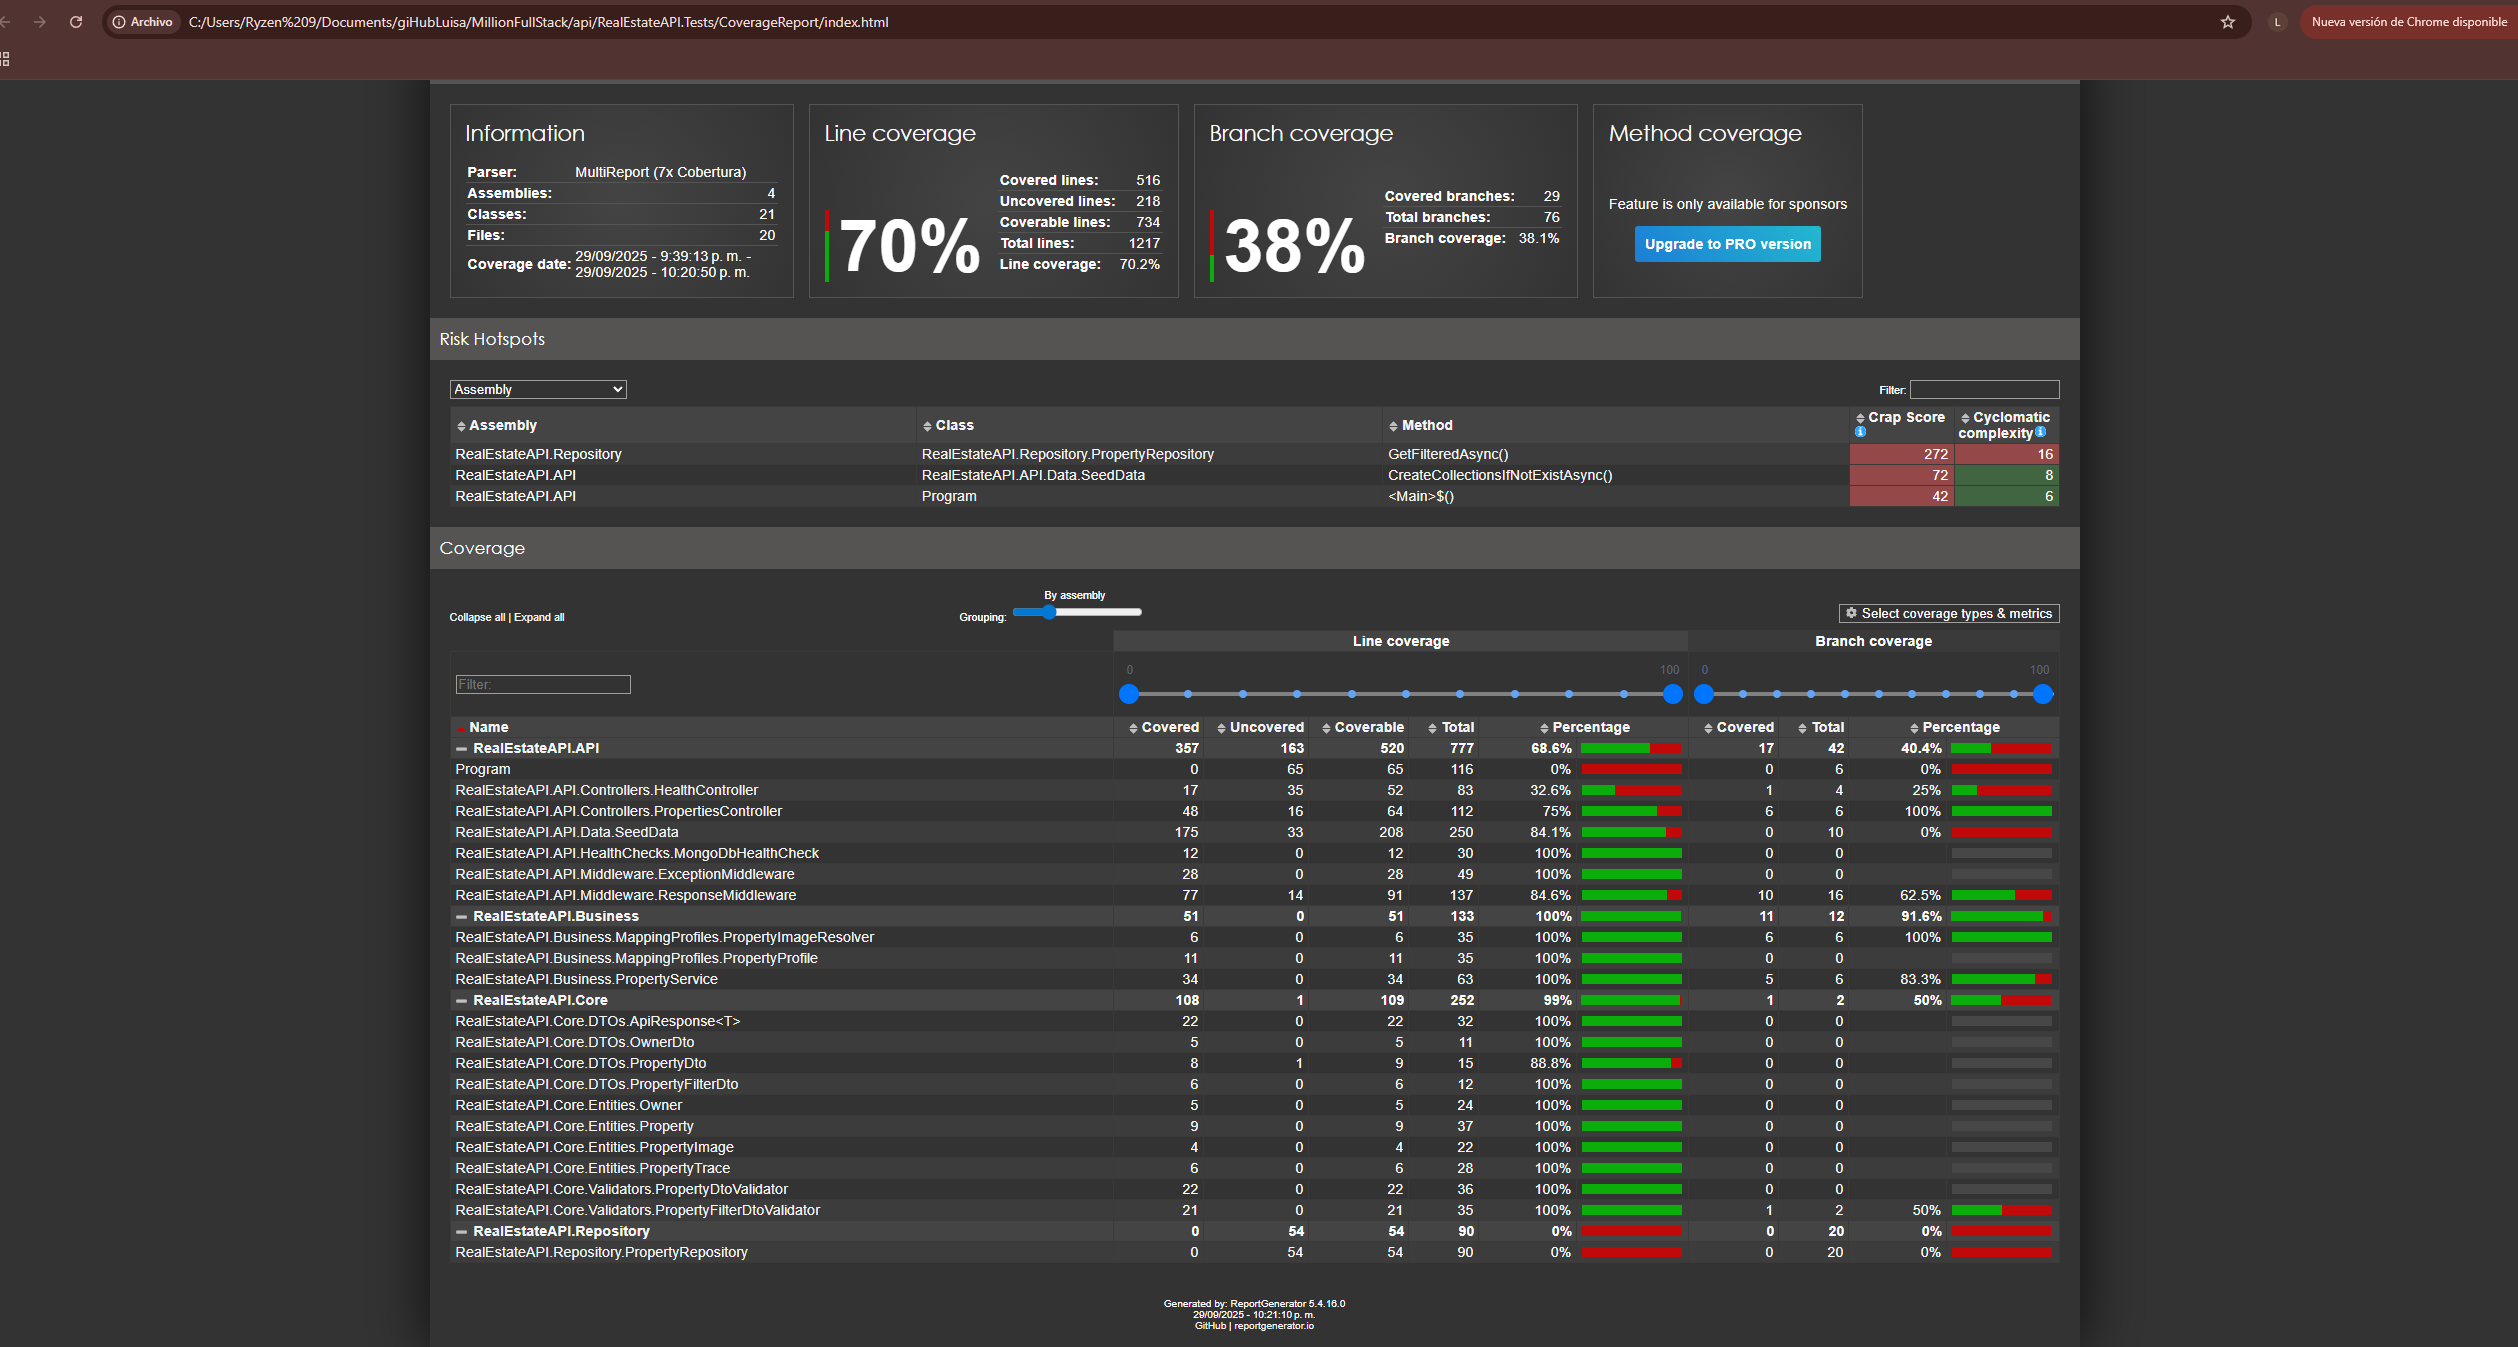 Archivo C:/Users/Ryzen%209/Documents/giHubLuisa/MillionFullStack/api/RealEstateAPI.Tests/CoverageReport/index.html L Nueva versión de Chrome disponible
Information
Parser: MultiReport (7x Cobertura)
Assemblies: 4
Classes: 21
Files: 20
Coverage date: 29/09/2025 - 9:39:13 p. m. -
29/09/2025 - 10:20:50 p. m.
Line coverage
70%
Covered lines: 516
Uncovered lines: 218
Coverable lines: 734
Total lines: 1217
Line coverage: 70.2%
Branch coverage
38%
Covered branches: 29
Total branches: 76
Branch coverage: 38.1%
Method coverage
Feature is only available for sponsors
Upgrade to PRO version
Risk Hotspots
Assembly Filter:
Assembly Class Method Crap Score Cyclomatic complexity
RealEstateAPI.Repository RealEstateAPI.Repository.PropertyRepository GetFilteredAsync() 272 16
RealEstateAPI.API RealEstateAPI.API.Data.SeedData CreateCollectionsIfNotExistAsync() 72 8
RealEstateAPI.API Program <Main>$() 42 6
Coverage
By assembly
Collapse all | Expand all Grouping: Select coverage types & metrics
Line coverage Branch coverage
0 100 0 100
Filter:
Name Covered Uncovered Coverable Total Percentage Covered Total Percentage
RealEstateAPI.API 357 163 520 777 68.6% 17 42 40.4%
Program 0 65 65 116 0% 0 6 0%
RealEstateAPI.API.Controllers.HealthController 17 35 52 83 32.6% 1 4 25%
RealEstateAPI.API.Controllers.PropertiesController 48 16 64 112 75% 6 6 100%
RealEstateAPI.API.Data.SeedData 175 33 208 250 84.1% 0 10 0%
RealEstateAPI.API.HealthChecks.MongoDbHealthCheck 12 0 12 30 100% 0 0
RealEstateAPI.API.Middleware.ExceptionMiddleware 28 0 28 49 100% 0 0
RealEstateAPI.API.Middleware.ResponseMiddleware 77 14 91 137 84.6% 10 16 62.5%
RealEstateAPI.Business 51 0 51 133 100% 11 12 91.6%
RealEstateAPI.Business.MappingProfiles.PropertyImageResolver 6 0 6 35 100% 6 6 100%
RealEstateAPI.Business.MappingProfiles.PropertyProfile 11 0 11 35 100% 0 0
RealEstateAPI.Business.PropertyService 34 0 34 63 100% 5 6 83.3%
RealEstateAPI.Core 108 1 109 252 99% 1 2 50%
RealEstateAPI.Core.DTOs.ApiResponse<T> 22 0 22 32 100% 0 0
RealEstateAPI.Core.DTOs.OwnerDto 5 0 5 11 100% 0 0
RealEstateAPI.Core.DTOs.PropertyDto 8 1 9 15 88.8% 0 0
RealEstateAPI.Core.DTOs.PropertyFilterDto 6 0 6 12 100% 0 0
RealEstateAPI.Core.Entities.Owner 5 0 5 24 100% 0 0
RealEstateAPI.Core.Entities.Property 9 0 9 37 100% 0 0
RealEstateAPI.Core.Entities.PropertyImage 4 0 4 22 100% 0 0
RealEstateAPI.Core.Entities.PropertyTrace 6 0 6 28 100% 0 0
RealEstateAPI.Core.Validators.PropertyDtoValidator 22 0 22 36 100% 0 0
RealEstateAPI.Core.Validators.PropertyFilterDtoValidator 21 0 21 35 100% 1 2 50%
RealEstateAPI.Repository 0 54 54 90 0% 0 20 0%
RealEstateAPI.Repository.PropertyRepository 0 54 54 90 0% 0 20 0%
Generated by: ReportGenerator 5.4.16.0
29/09/2025 - 10:21:10 p. m.
GitHub | reportgenerator.io